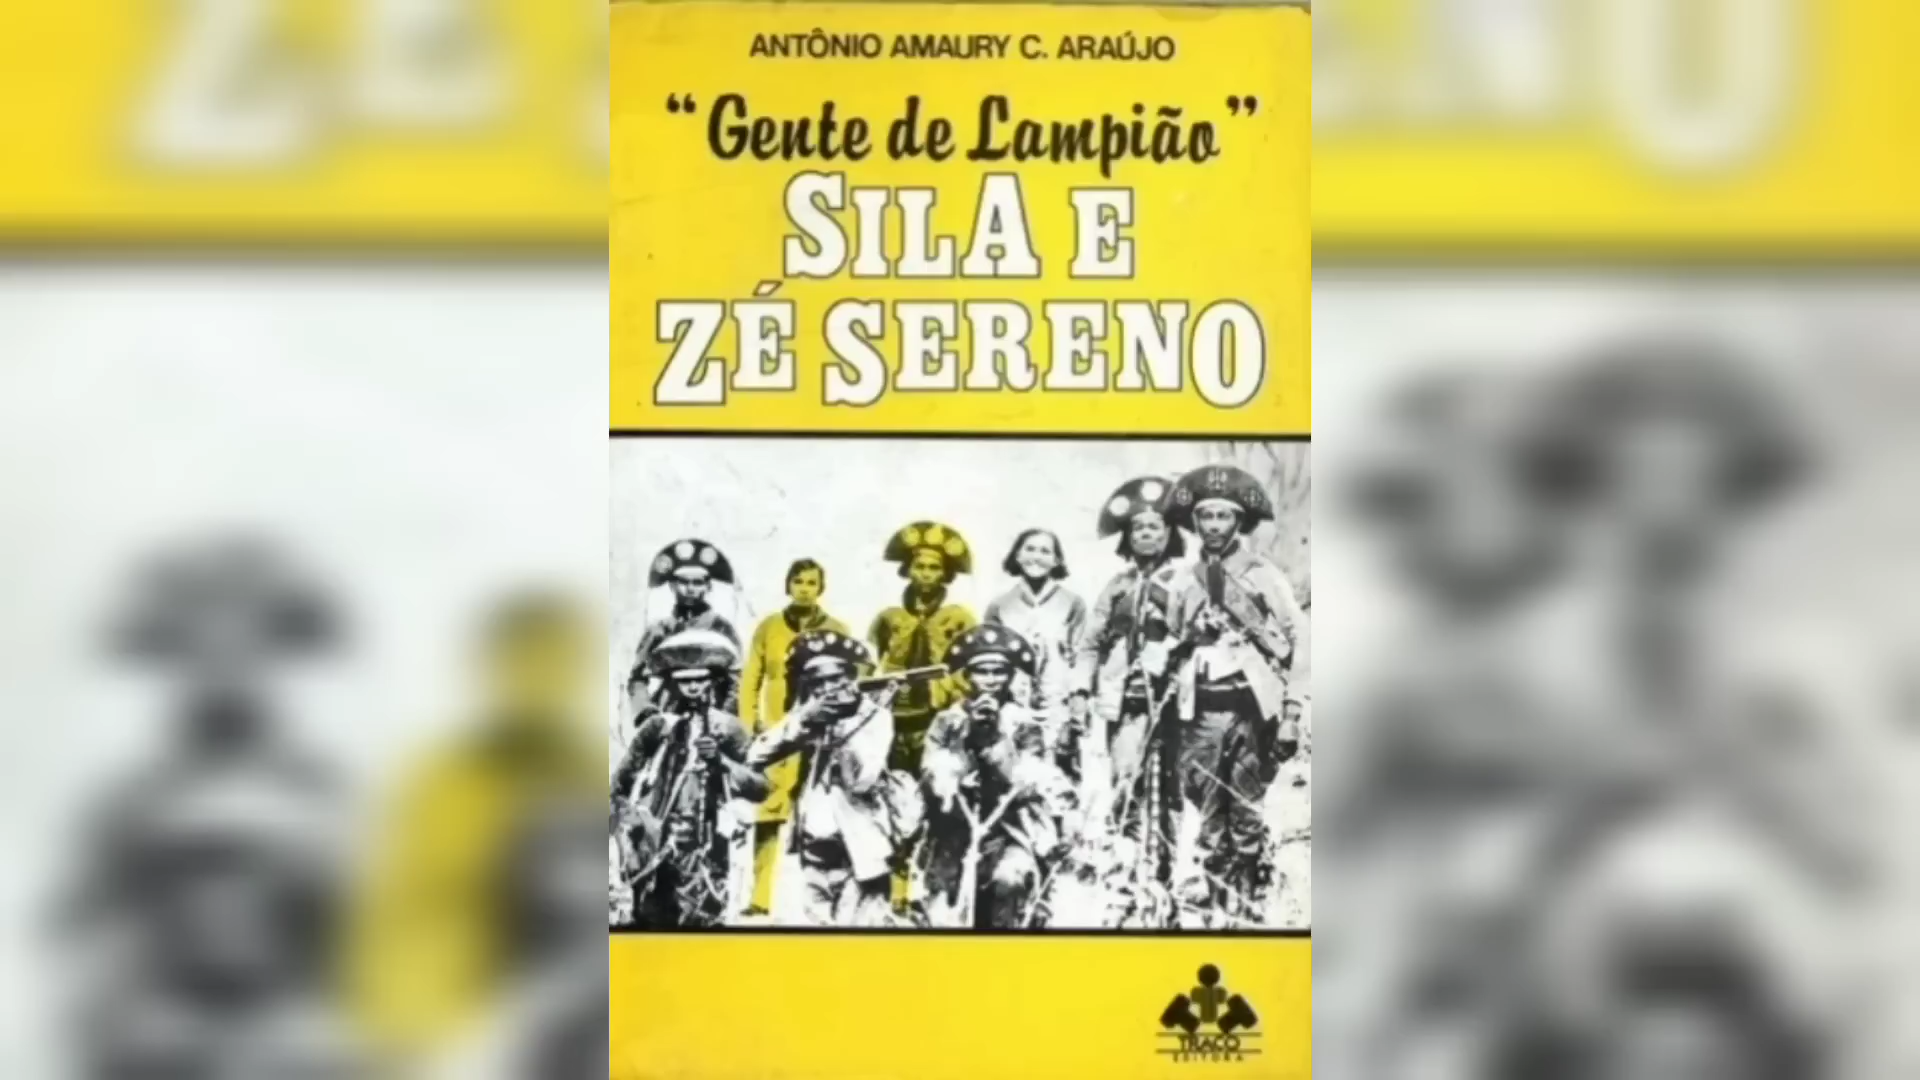 ANTÔNIO AMAURY C. ARAÚJO
“Gente de Lampião”
SILA E
ZÉ SERENO
TRAÇO
EDITORA